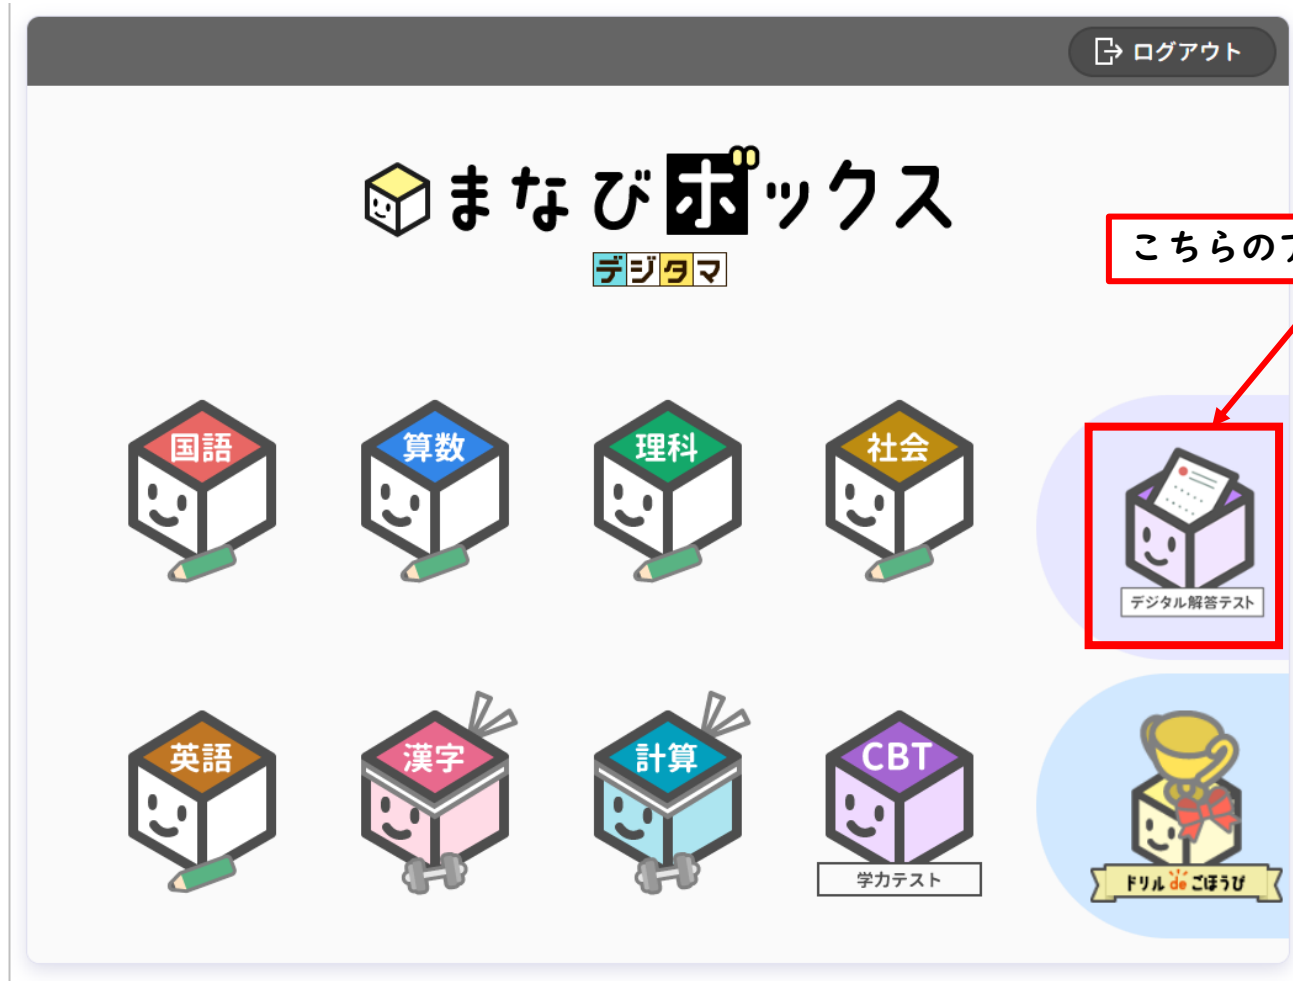 ログアウト
まなびボックス
デジタマ
こちらの
国語
算数
理科
社会
デジタル解答テスト
英語
漢字
計算
CBT
学力テスト
ドリル de ごほうび